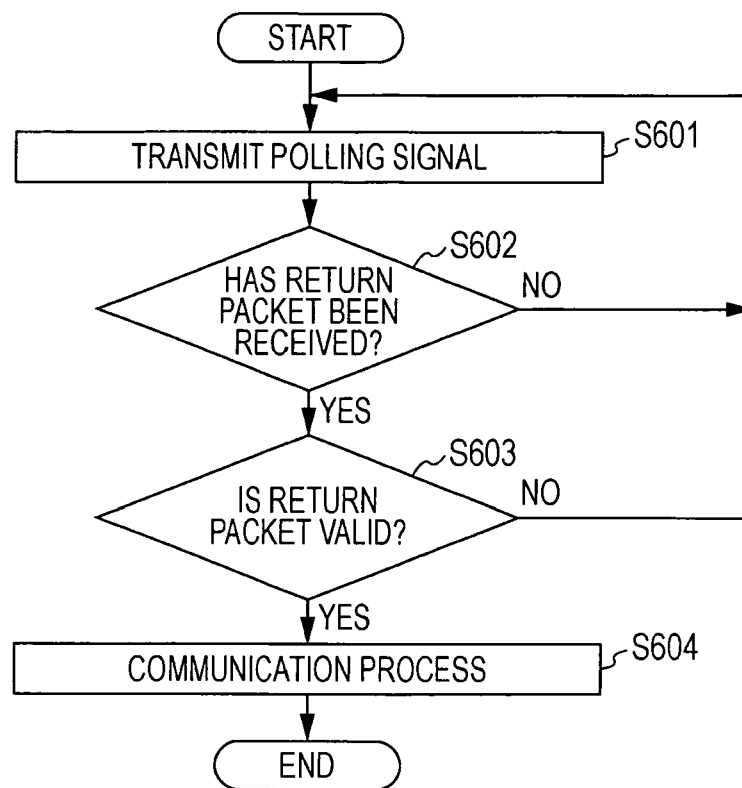 START
TRANSMIT POLLING SIGNAL
S601
S602
HAS RETURN
PACKET BEEN
RECEIVED?
NO
YES
S603
IS RETURN
PACKET VALID?
NO
YES
COMMUNICATION PROCESS
S604
END